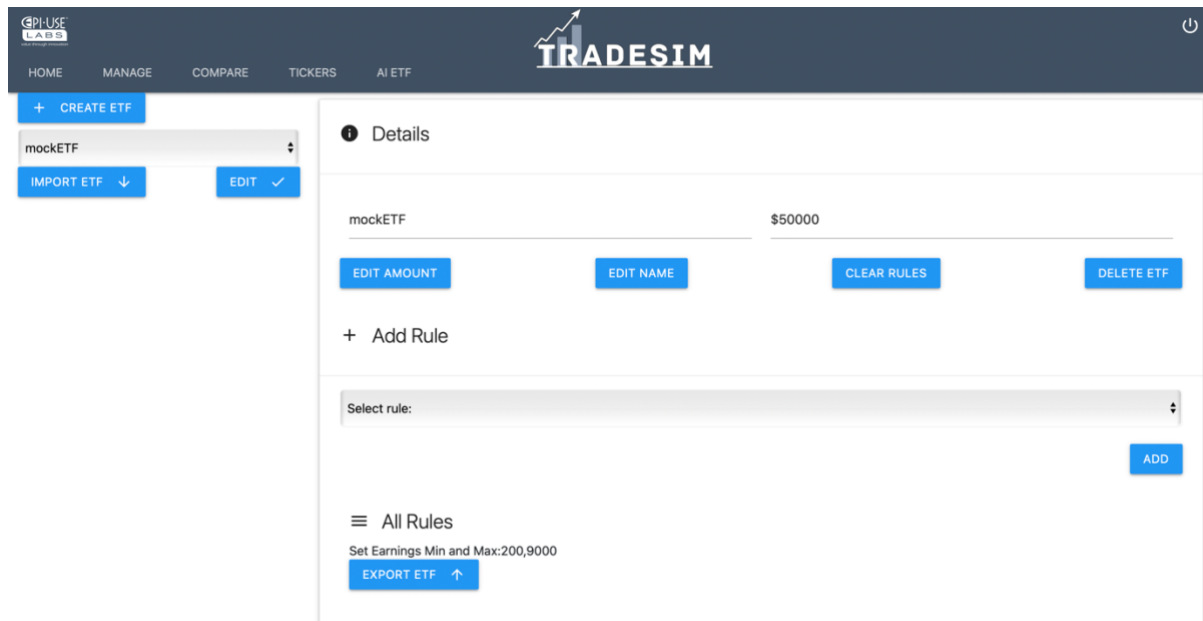 EPI-USE
LABS
TRADESIM
HOME MANAGE COMPARE TICKERS AI ETF
+ CREATE ETF
mockETF
IMPORT ETF
EDIT
Details
mockETF $50000
EDIT AMOUNT EDIT NAME CLEAR RULES DELETE ETF
+ Add Rule
Select rule:
ADD
All Rules
Set Earnings Min and Max:200,9000
EXPORT ETF